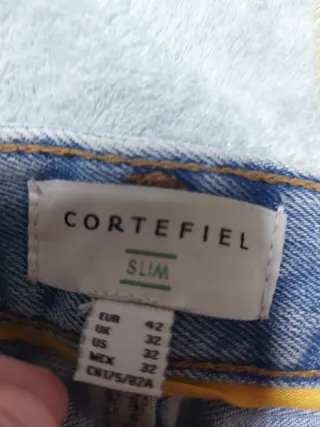 CORTEFIEL
SLIM
EUR 42
UK 32
US 32
MEX 32
CN175/82A